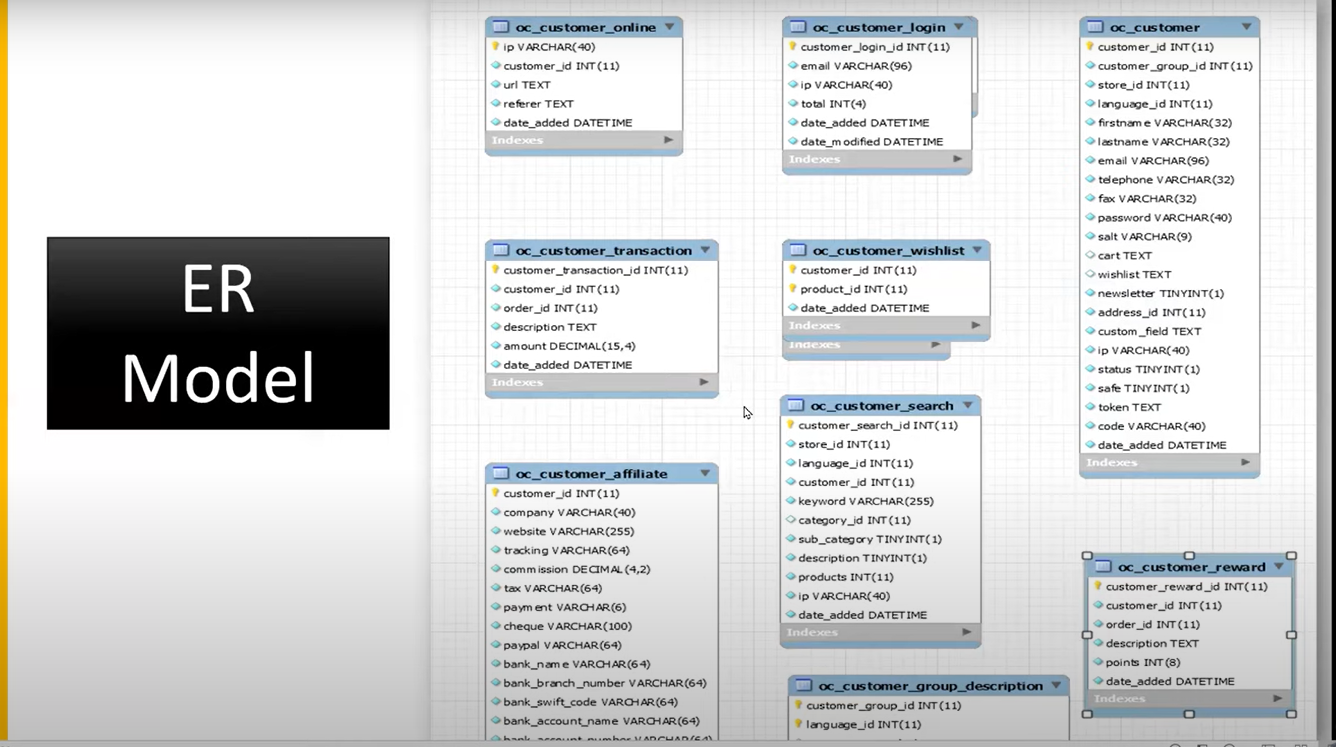 ER
Model
oc_customer_online
ip VARCHAR(40)
customer_id INT(11)
url TEXT
referer TEXT
date_added DATETIME
Indexes
oc_customer_login
customer_login_id INT(11)
email VARCHAR(96)
ip VARCHAR(40)
total INT(4)
date_added DATETIME
date_modified DATETIME
Indexes
oc_customer
customer_id INT(11)
customer_group_id INT(11)
store_id INT(11)
language_id INT(11)
firstname VARCHAR(32)
lastname VARCHAR(32)
email VARCHAR(96)
telephone VARCHAR(32)
fax VARCHAR(32)
password VARCHAR(40)
salt VARCHAR(9)
cart TEXT
wishlist TEXT
newsletter TINYINT(1)
address_id INT(11)
custom_field TEXT
ip VARCHAR(40)
status TINYINT(1)
safe TINYINT(1)
token TEXT
code VARCHAR(40)
date_added DATETIME
Indexes
oc_customer_transaction
customer_transaction_id INT(11)
customer_id INT(11)
order_id INT(11)
description TEXT
amount DECIMAL(15,4)
date_added DATETIME
Indexes
oc_customer_wishlist
customer_id INT(11)
product_id INT(11)
date_added DATETIME
Indexes
Indexes
oc_customer_search
customer_search_id INT(11)
store_id INT(11)
language_id INT(11)
customer_id INT(11)
keyword VARCHAR(255)
category_id INT(11)
sub_category TINYINT(1)
description TINYINT(1)
products INT(11)
ip VARCHAR(40)
date_added DATETIME
Indexes
oc_customer_affiliate
customer_id INT(11)
company VARCHAR(40)
website VARCHAR(255)
tracking VARCHAR(64)
commission DECIMAL(4,2)
tax VARCHAR(64)
payment VARCHAR(6)
cheque VARCHAR(100)
paypal VARCHAR(64)
bank_name VARCHAR(64)
bank_branch_number VARCHAR(64)
bank_swift_code VARCHAR(64)
bank_account_name VARCHAR(64)
bank_account_number VARCHAR(64)
oc_customer_reward
customer_reward_id INT(11)
customer_id INT(11)
order_id INT(11)
description TEXT
points INT(8)
date_added DATETIME
Indexes
oc_customer_group_description
customer_group_id INT(11)
language_id INT(11)